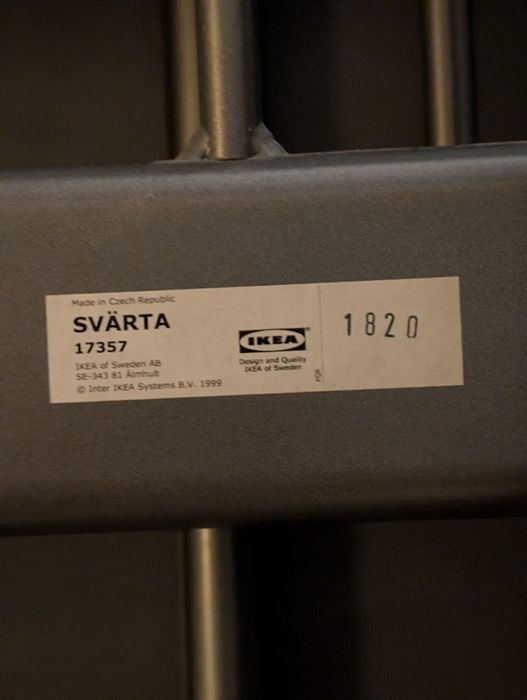 Made in Czech Republic
SVÄRTA
17357
IKEA of Sweden AB
SE-343 81 Älmhult
© Inter IKEA Systems B.V. 1999
IKEA®
Design and Quality
IKEA of Sweden
1820